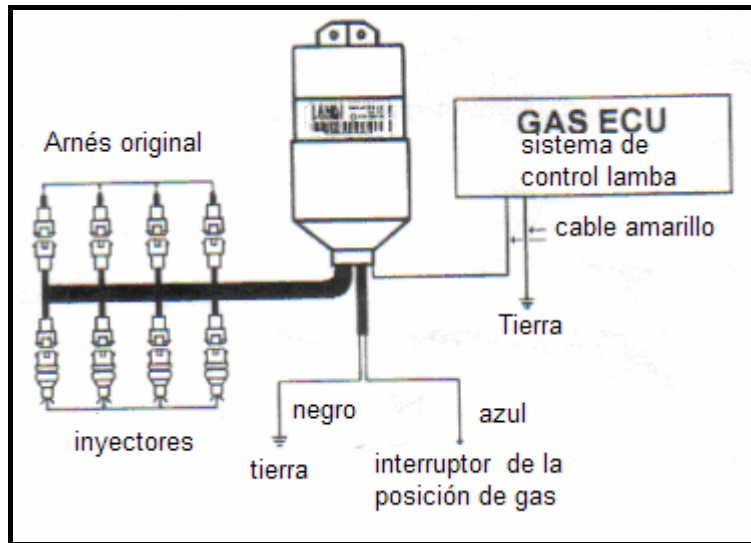 Arnés original
GAS ECU
sistema de
control lamba
cable amarillo
Tierra
negro
azul
inyectores
tierra
interruptor de la
posición de gas